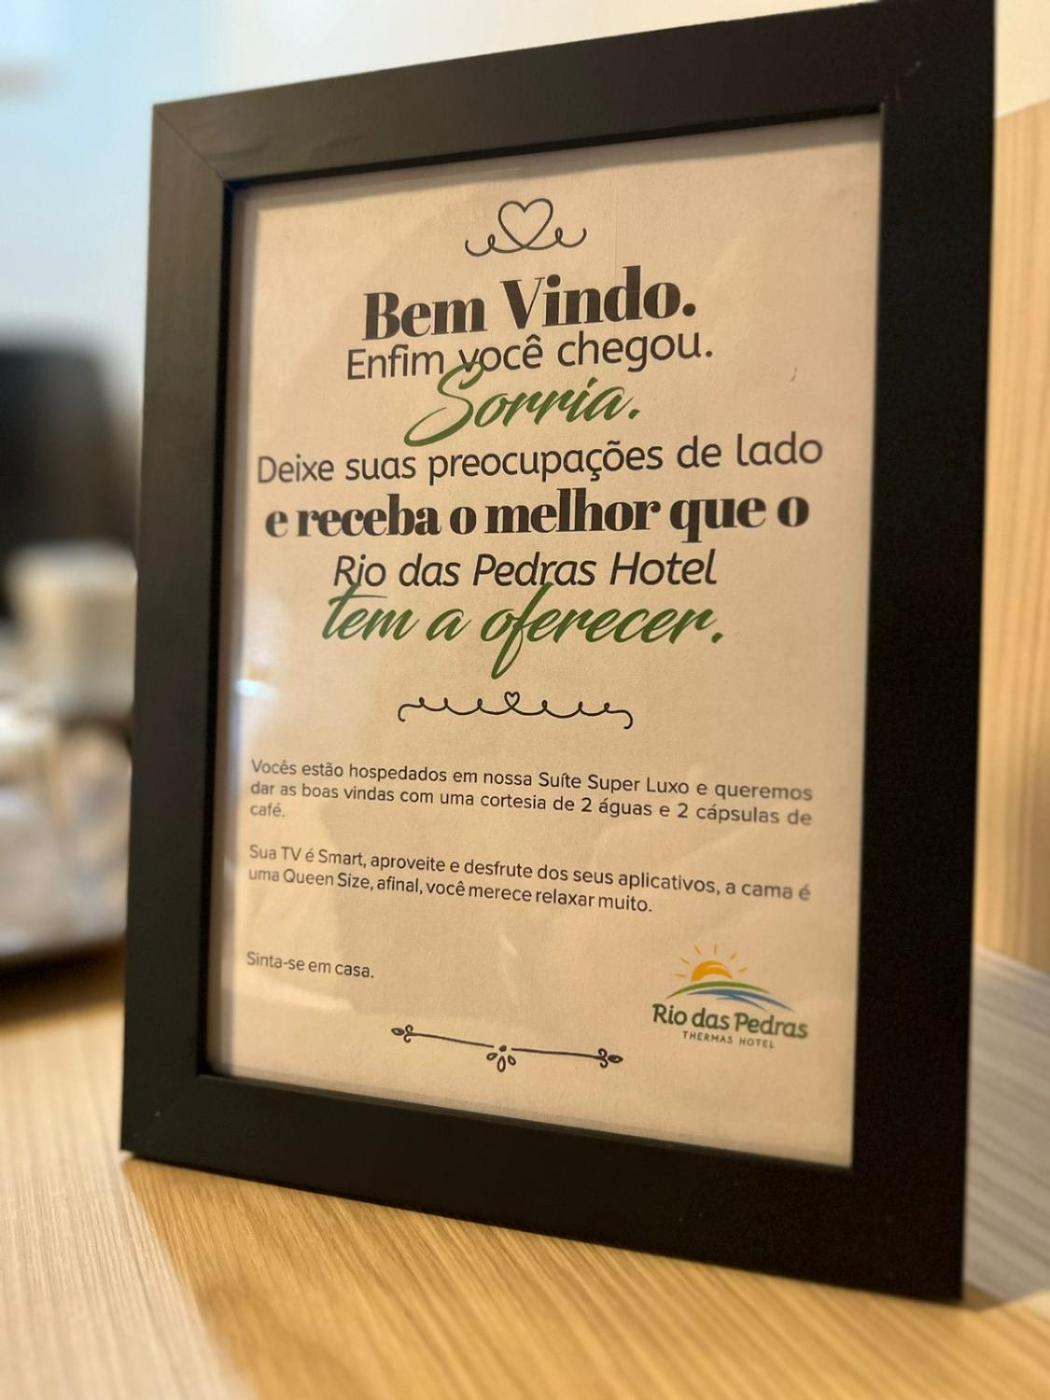 Bem Vindo.
Enfim você chegou.
Sorria.
Deixe suas preocupações de lado
e receba o melhor que o
Rio das Pedras Hotel
tem a oferecer.
Vocês estão hospedados em nossa Suíte Super Luxo e queremos
dar as boas vindas com uma cortesia de 2 águas e 2 cápsulas de
café.
Sua TV é Smart, aproveite e desfrute dos seus aplicativos, a cama é
uma Queen Size, afinal, você merece relaxar muito.
Sinta-se em casa.
Rio das Pedras
THERMAS HOTEL